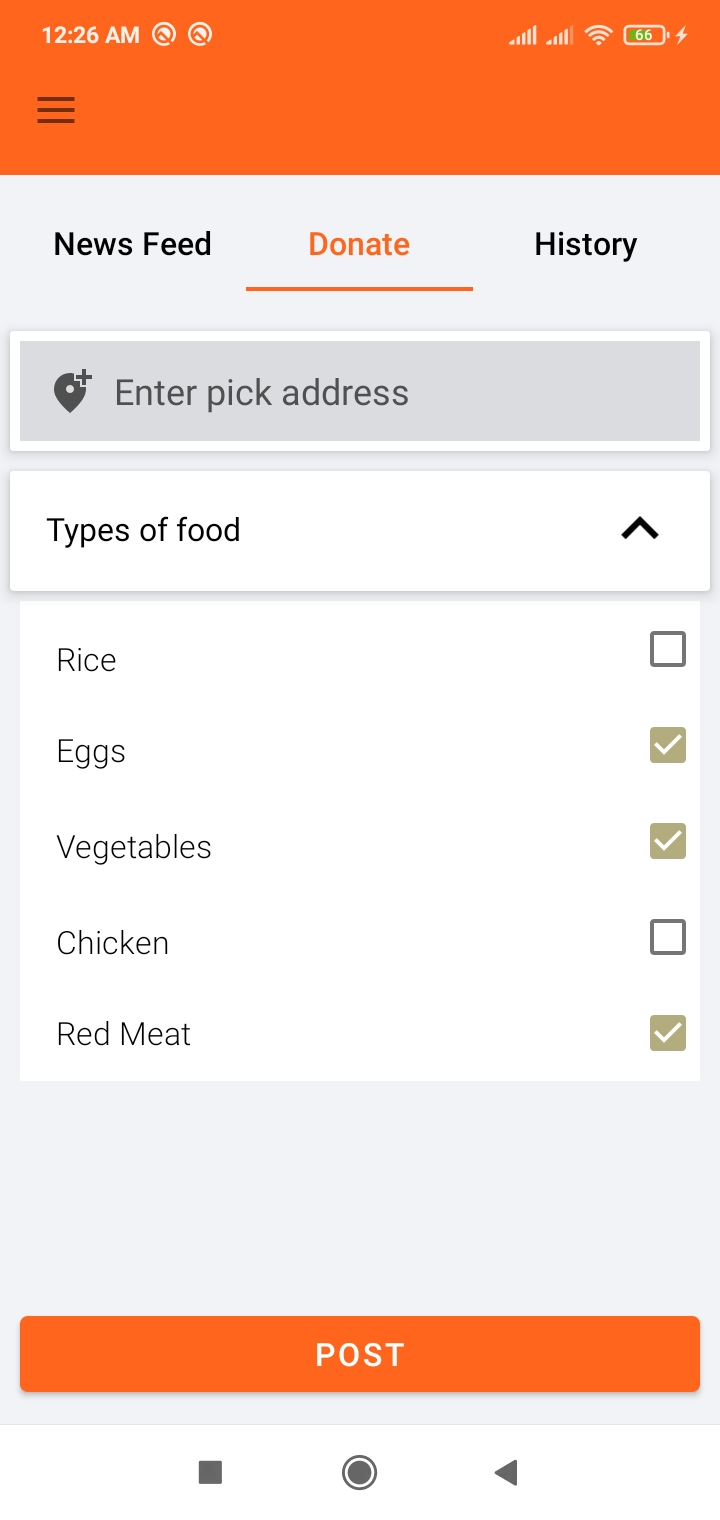 12:26 AM 66
News Feed Donate History
Enter pick address
Types of food
Rice
Eggs
Vegetables
Chicken
Red Meat
POST